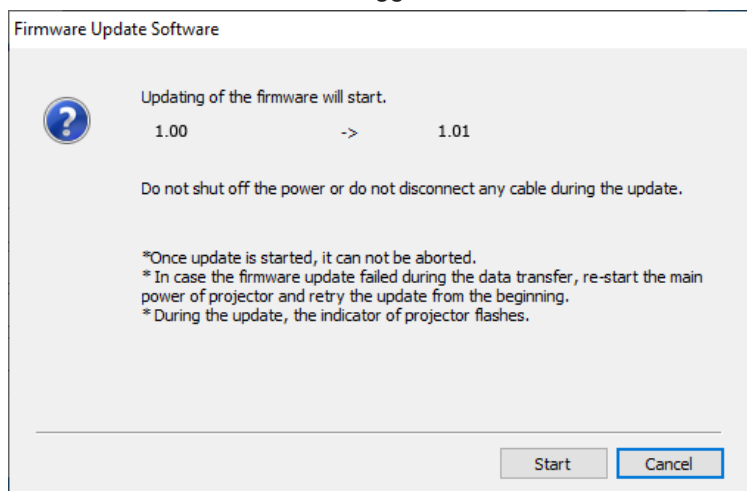 Firmware Update Software
Updating of the firmware will start.
1.00 -> 1.01
Do not shut off the power or do not disconnect any cable during the update.
*Once update is started, it can not be aborted.
* In case the firmware update failed during the data transfer, re-start the main
power of projector and retry the update from the beginning.
* During the update, the indicator of projector flashes.
Start Cancel